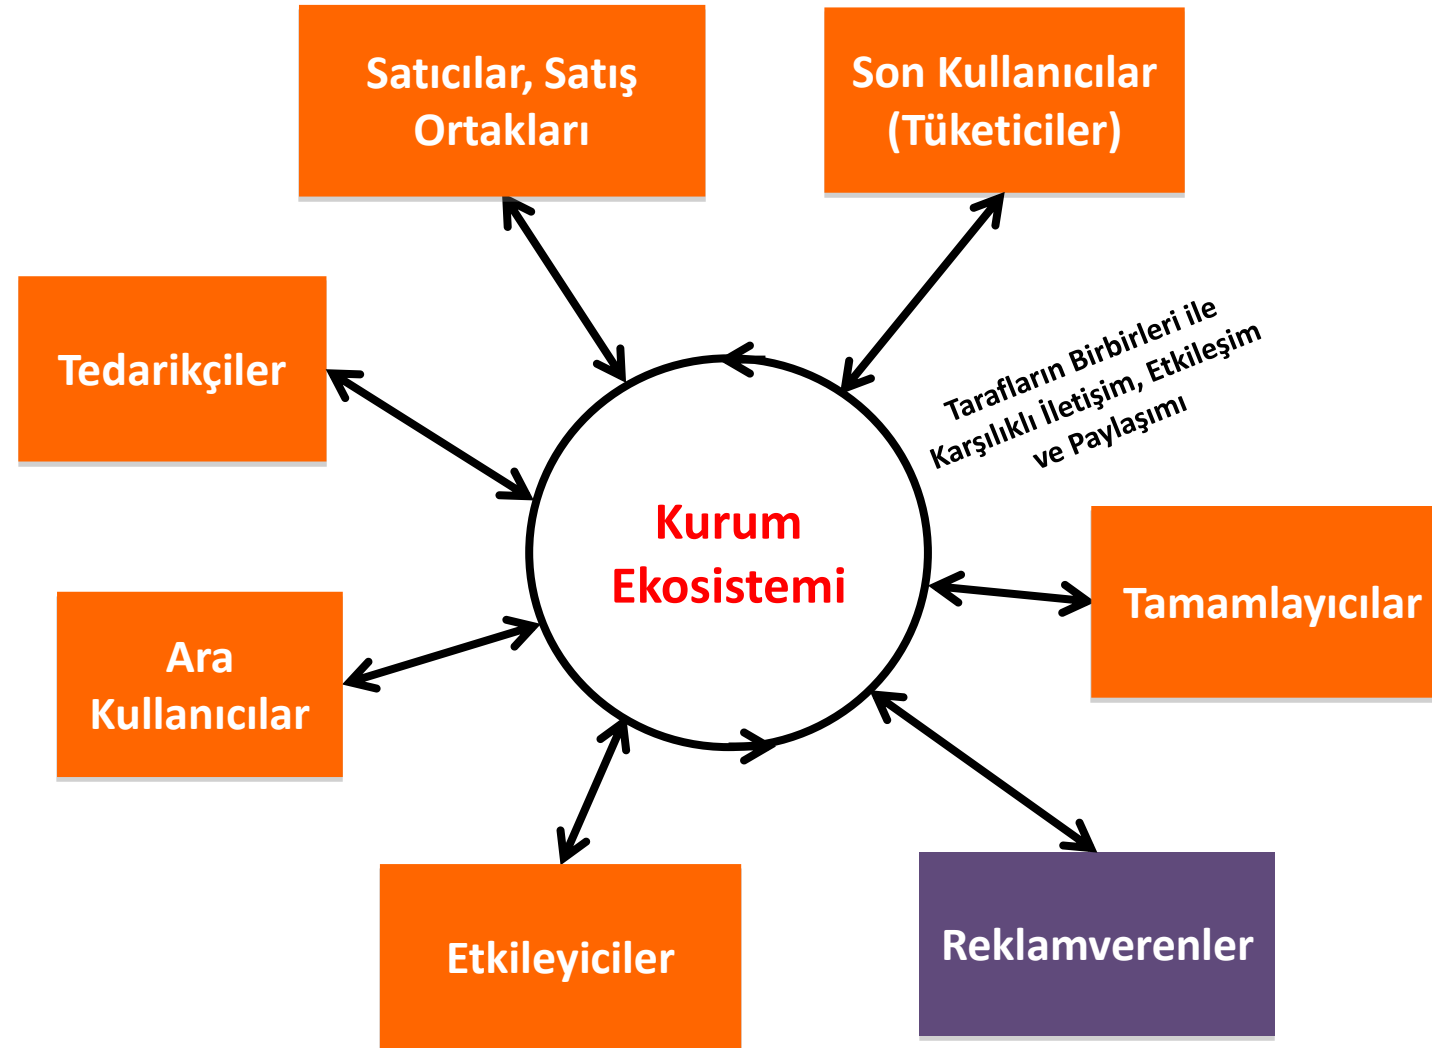 Satıcılar, Satış
Ortakları
Son Kullanıcılar
(Tüketiciler)
Tedarikçiler
Tarafların Birbirleri ile
Karşılıklı İletişim, Etkileşim
ve Paylaşımı
Kurum
Ekosistemi
Tamamlayıcılar
Ara
Kullanıcılar
Etkileyiciler
Reklamverenler